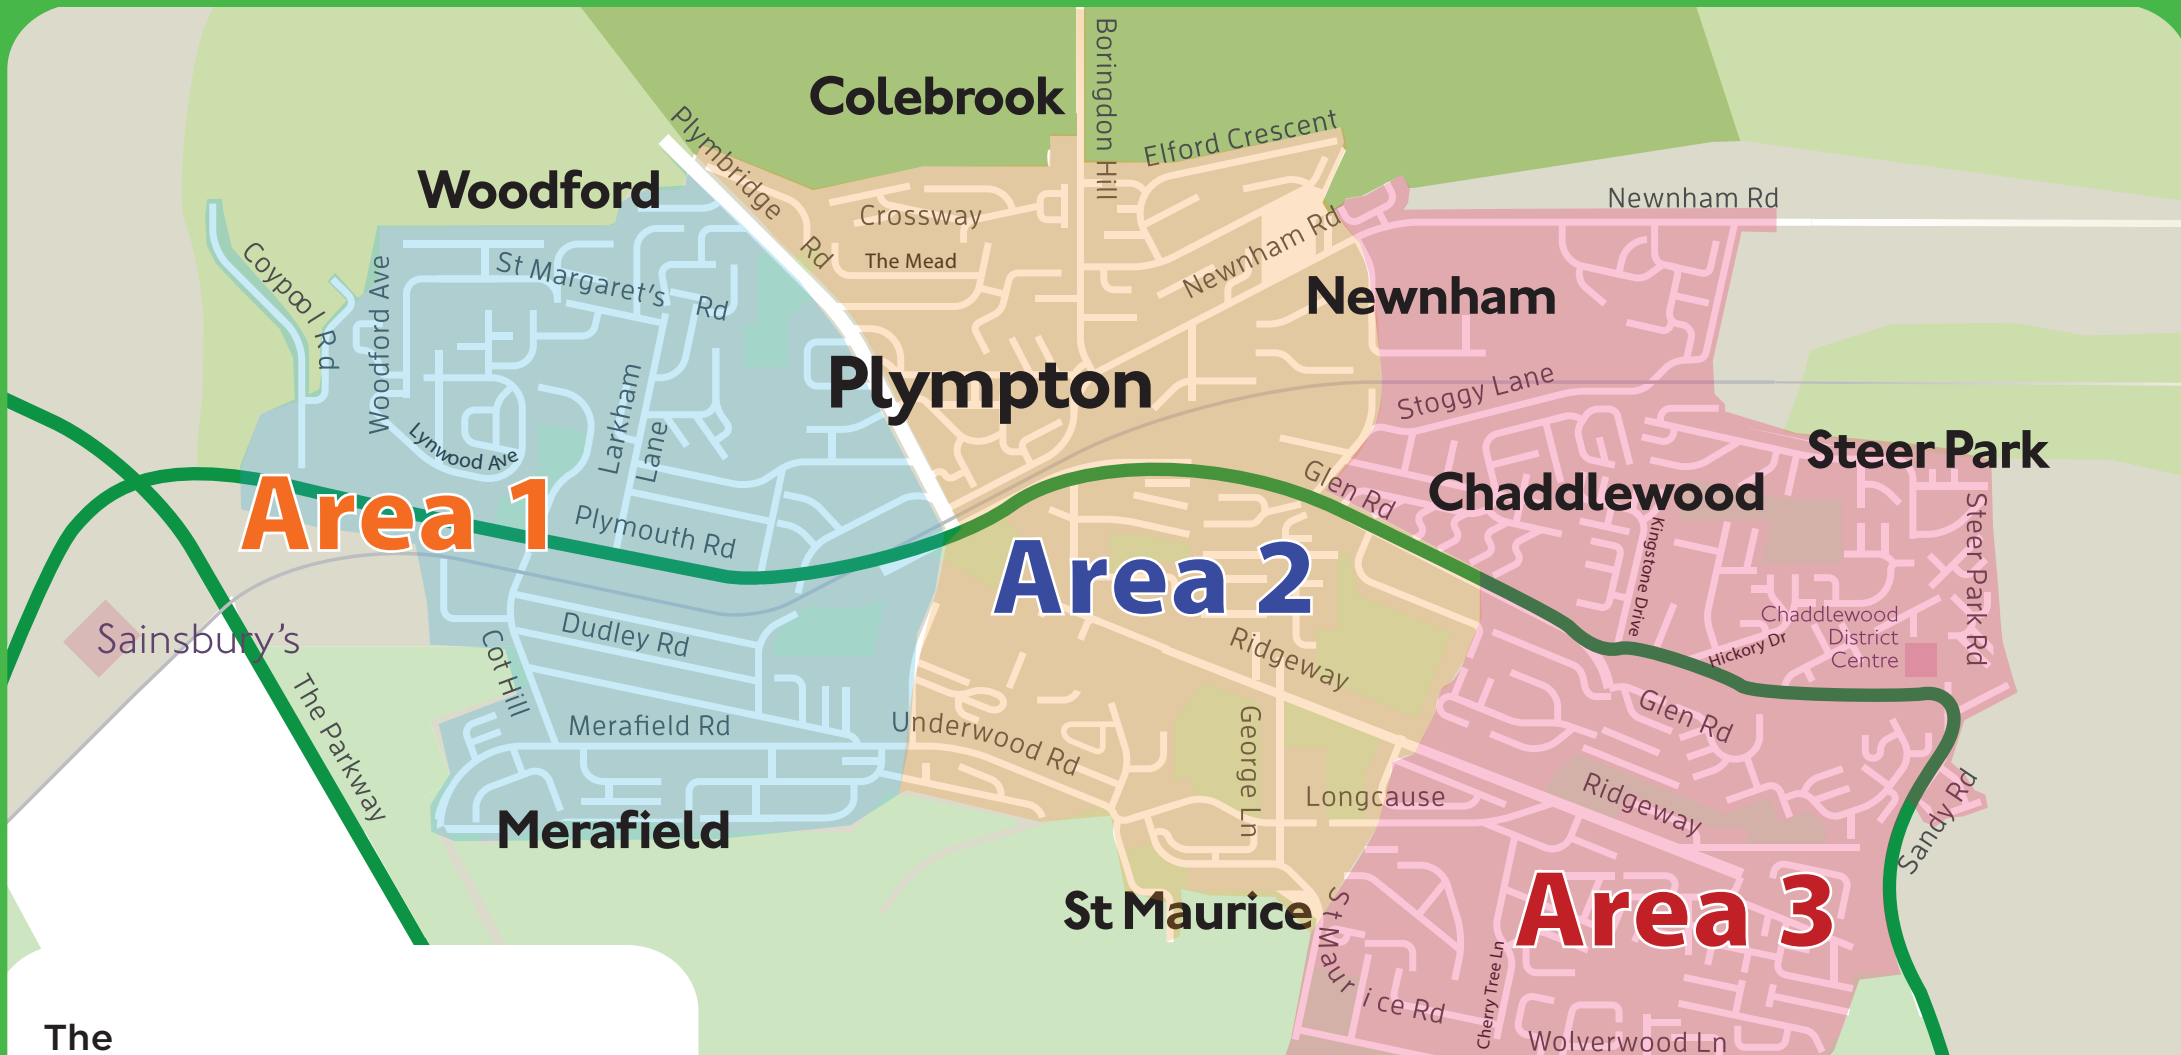 Boringdon Hill
Colebrook
Plymbridge Rd
Elford Crescent
Woodford
Newnham Rd
Crossway
Newnham Rd
The Mead
Coypool Rd
Woodford Ave
St Margaret's Rd
Newnham
Plympton
Larkham Lane
Stoggy Lane
Lynwood Ave
Steer Park
Chaddlewood
Glen Rd
Area 1
Plymouth Rd
Area 2
Kingstone Drive
Steer Park Rd
Sainsbury's
Dudley Rd
Chaddlewood
District
Centre
Hickory Dr
Ridgeway
Cot Hill
The Parkway
Merafield Rd
Underwood Rd
George Ln
Glen Rd
Longcause
Ridgeway
Sandy Rd
Merafield
St Maurice
Area 3
St Maurice Rd
Cherry Tree Ln
Wolverwood Ln
The